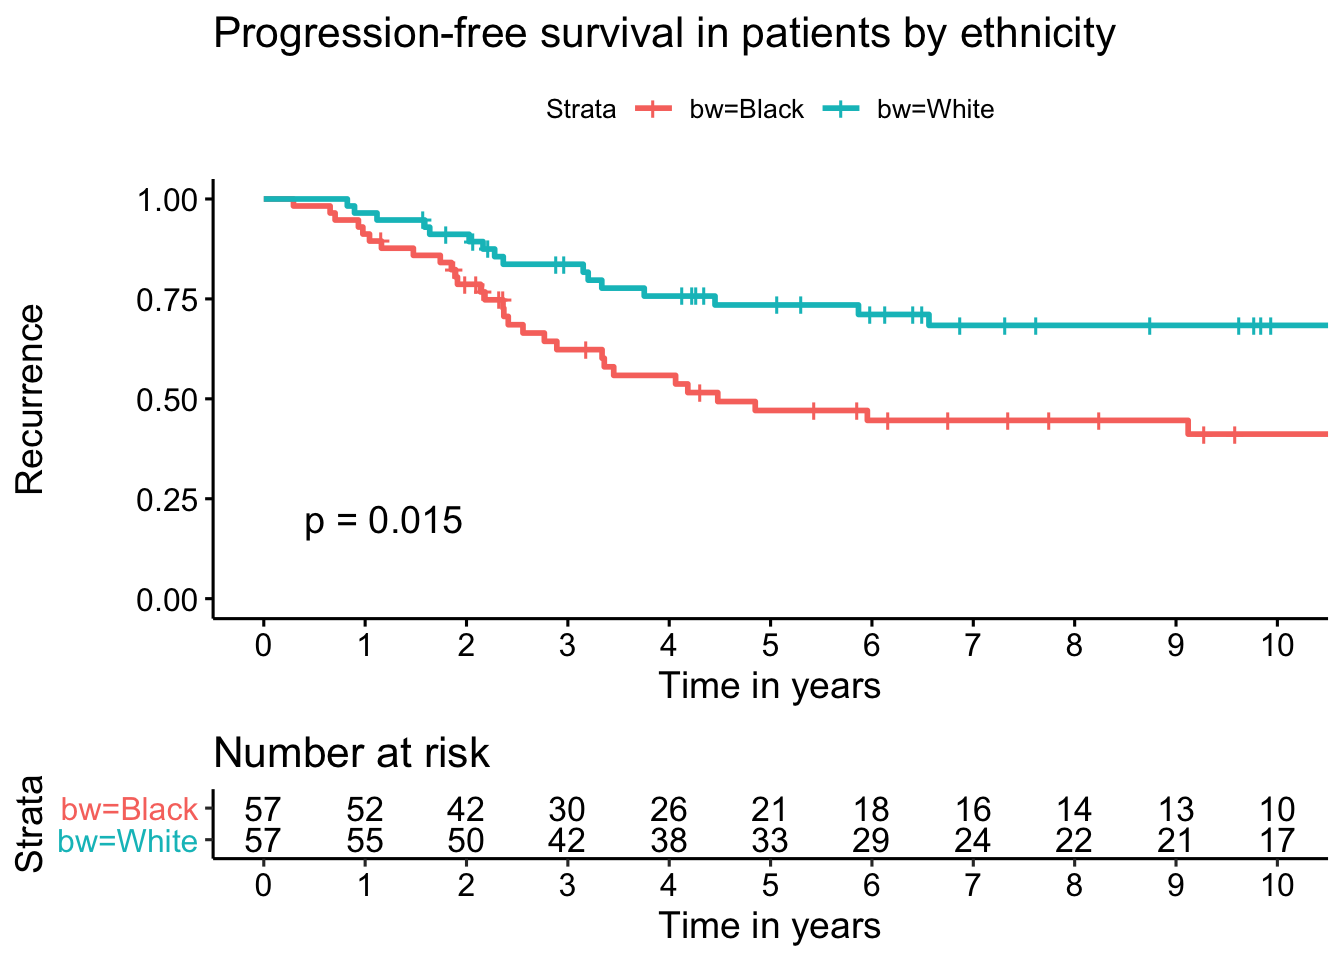 Progression-free survival in patients by ethnicity
Strata bw=Black bw=White
Recurrence
1.00
0.75
0.50
0.25
0.00
p = 0.015
0 1 2 3 4 5 6 7 8 9 10
Time in years
Number at risk
Strata
bw=Black 57 52 42 30 26 21 18 16 14 13 10
bw=White 57 55 50 42 38 33 29 24 22 21 17
0 1 2 3 4 5 6 7 8 9 10
Time in years